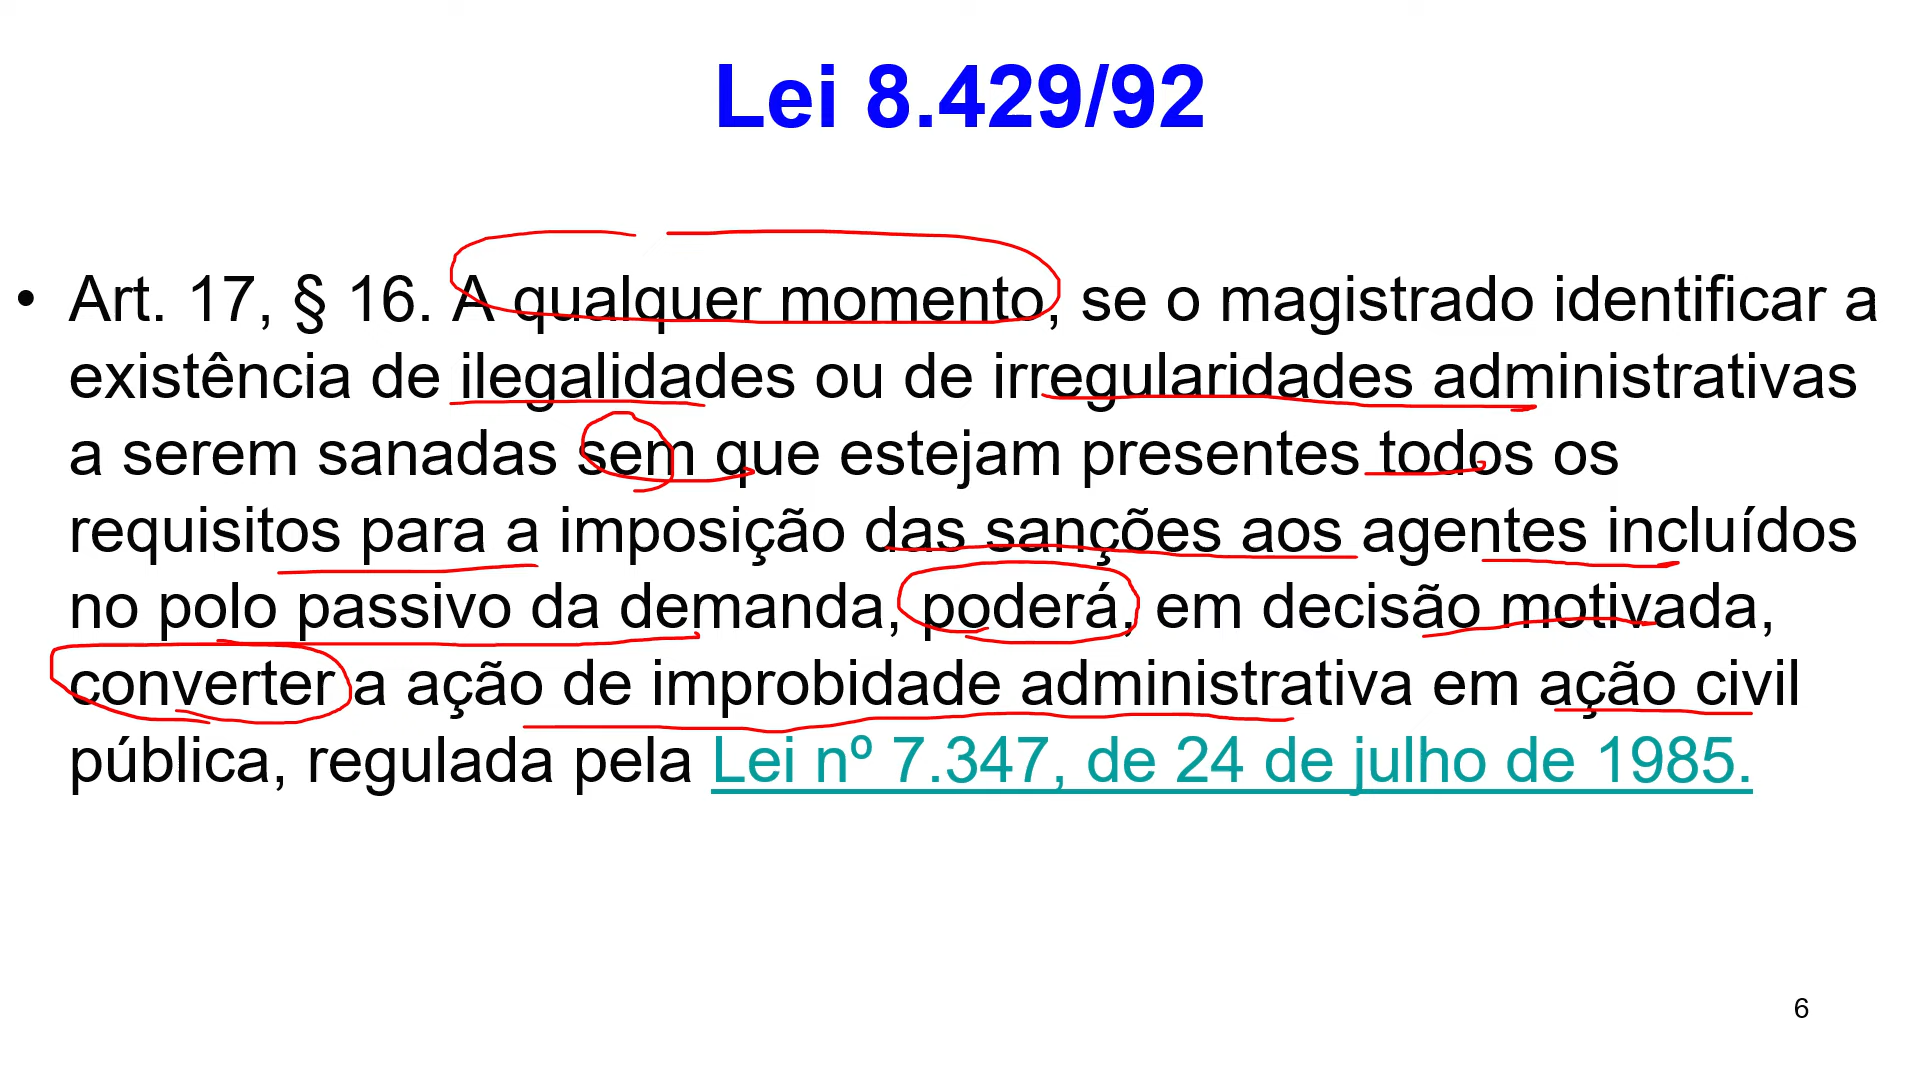 Lei 8.429/92
• Art. 17, § 16. A qualquer momento, se o magistrado identificar a
existência de ilegalidades ou de irregularidades administrativas
a serem sanadas sem que estejam presentes todos os
requisitos para a imposição das sanções aos agentes incluídos
no polo passivo da demanda, poderá, em decisão motivada,
converter a ação de improbidade administrativa em ação civil
pública, regulada pela Lei nº 7.347, de 24 de julho de 1985.
6